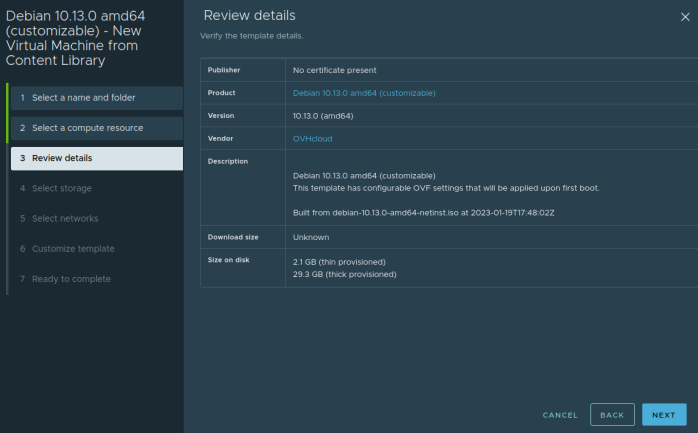 Debian 10.13.0 amd64
(customizable) - New
Virtual Machine from
Content Library
1 Select a name and folder
2 Select a compute resource
3 Review details
4 Select storage
5 Select networks
6 Customize template
7 Ready to complete
Review details
Verify the template details.
Publisher No certificate present
Product Debian 10.13.0 amd64 (customizable)
Version 10.13.0 (amd64)
Vendor OVHcloud
Description
Debian 10.13.0 amd64 (customizable)
This template has configurable OVF settings that will be applied upon first boot.
Built from debian-10.13.0-amd64-netinst.iso at 2023-01-19T17:48:02Z
Download size Unknown
Size on disk 2.1 GB (thin provisioned)
29.3 GB (thick provisioned)
CANCEL BACK NEXT